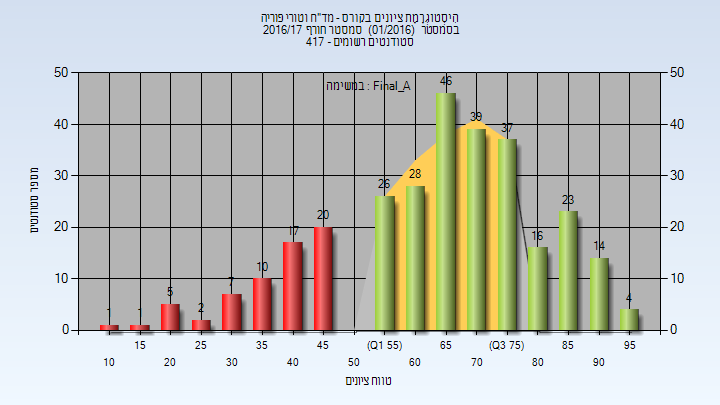 היסטוגרמת ציונים בקורס - מד"ח וטורי פוריה
בסמסטר (01/2016) סמסטר חורף 2016/17
סטודנטים רשומים - 417
במשימה : Final_A
50 50
40 40
30 30
20 20
10 10
0 0
מספר סטודנטים
1 1 5 2 7 10 17 20 26 28 46 39 37 16 23 14 4
15 25 35 45 (Q1 55) 65 (Q3 75) 85 95
10 20 30 40 50 60 70 80 90
טווח ציונים